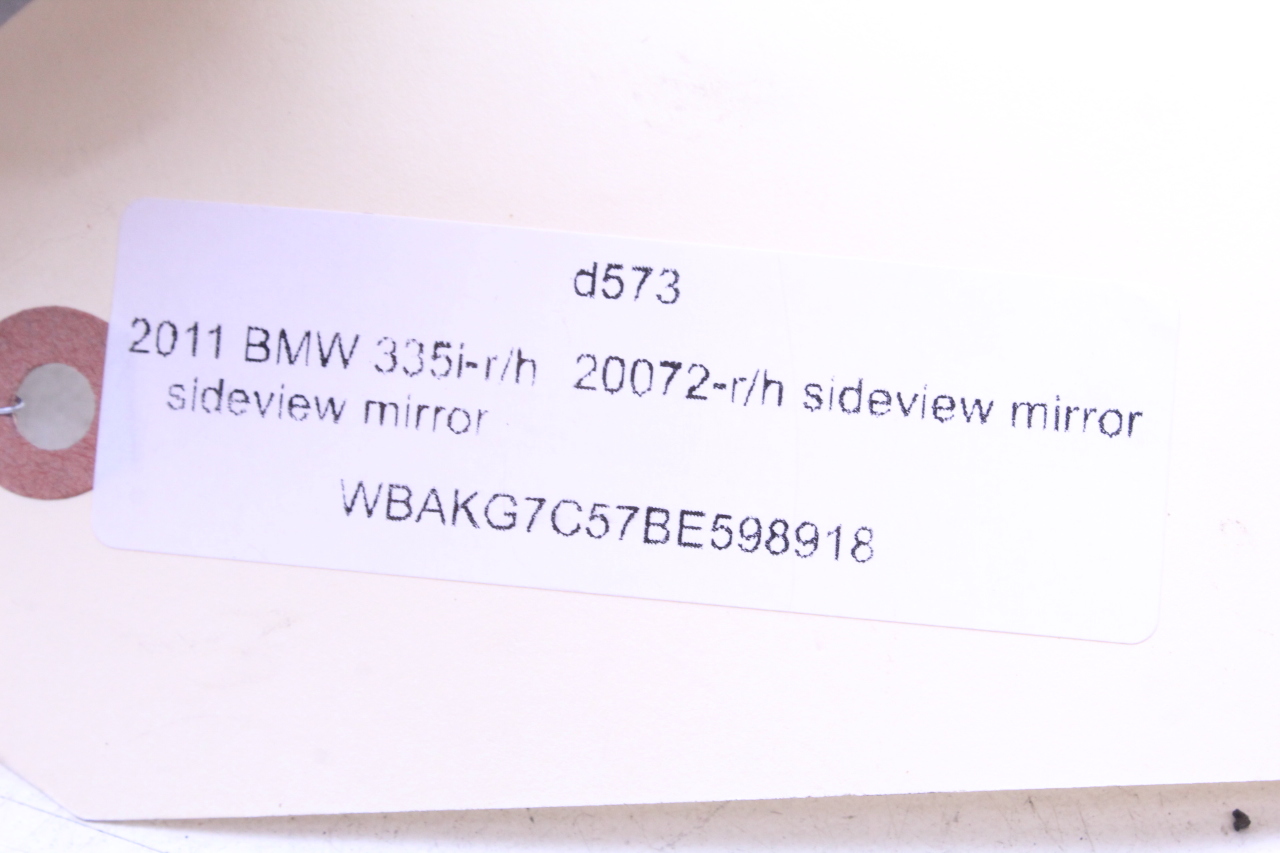 d573
2011 BMW 335i-r/h 20072-r/h sideview mirror
sideview mirror
WBAKG7C57BE598918